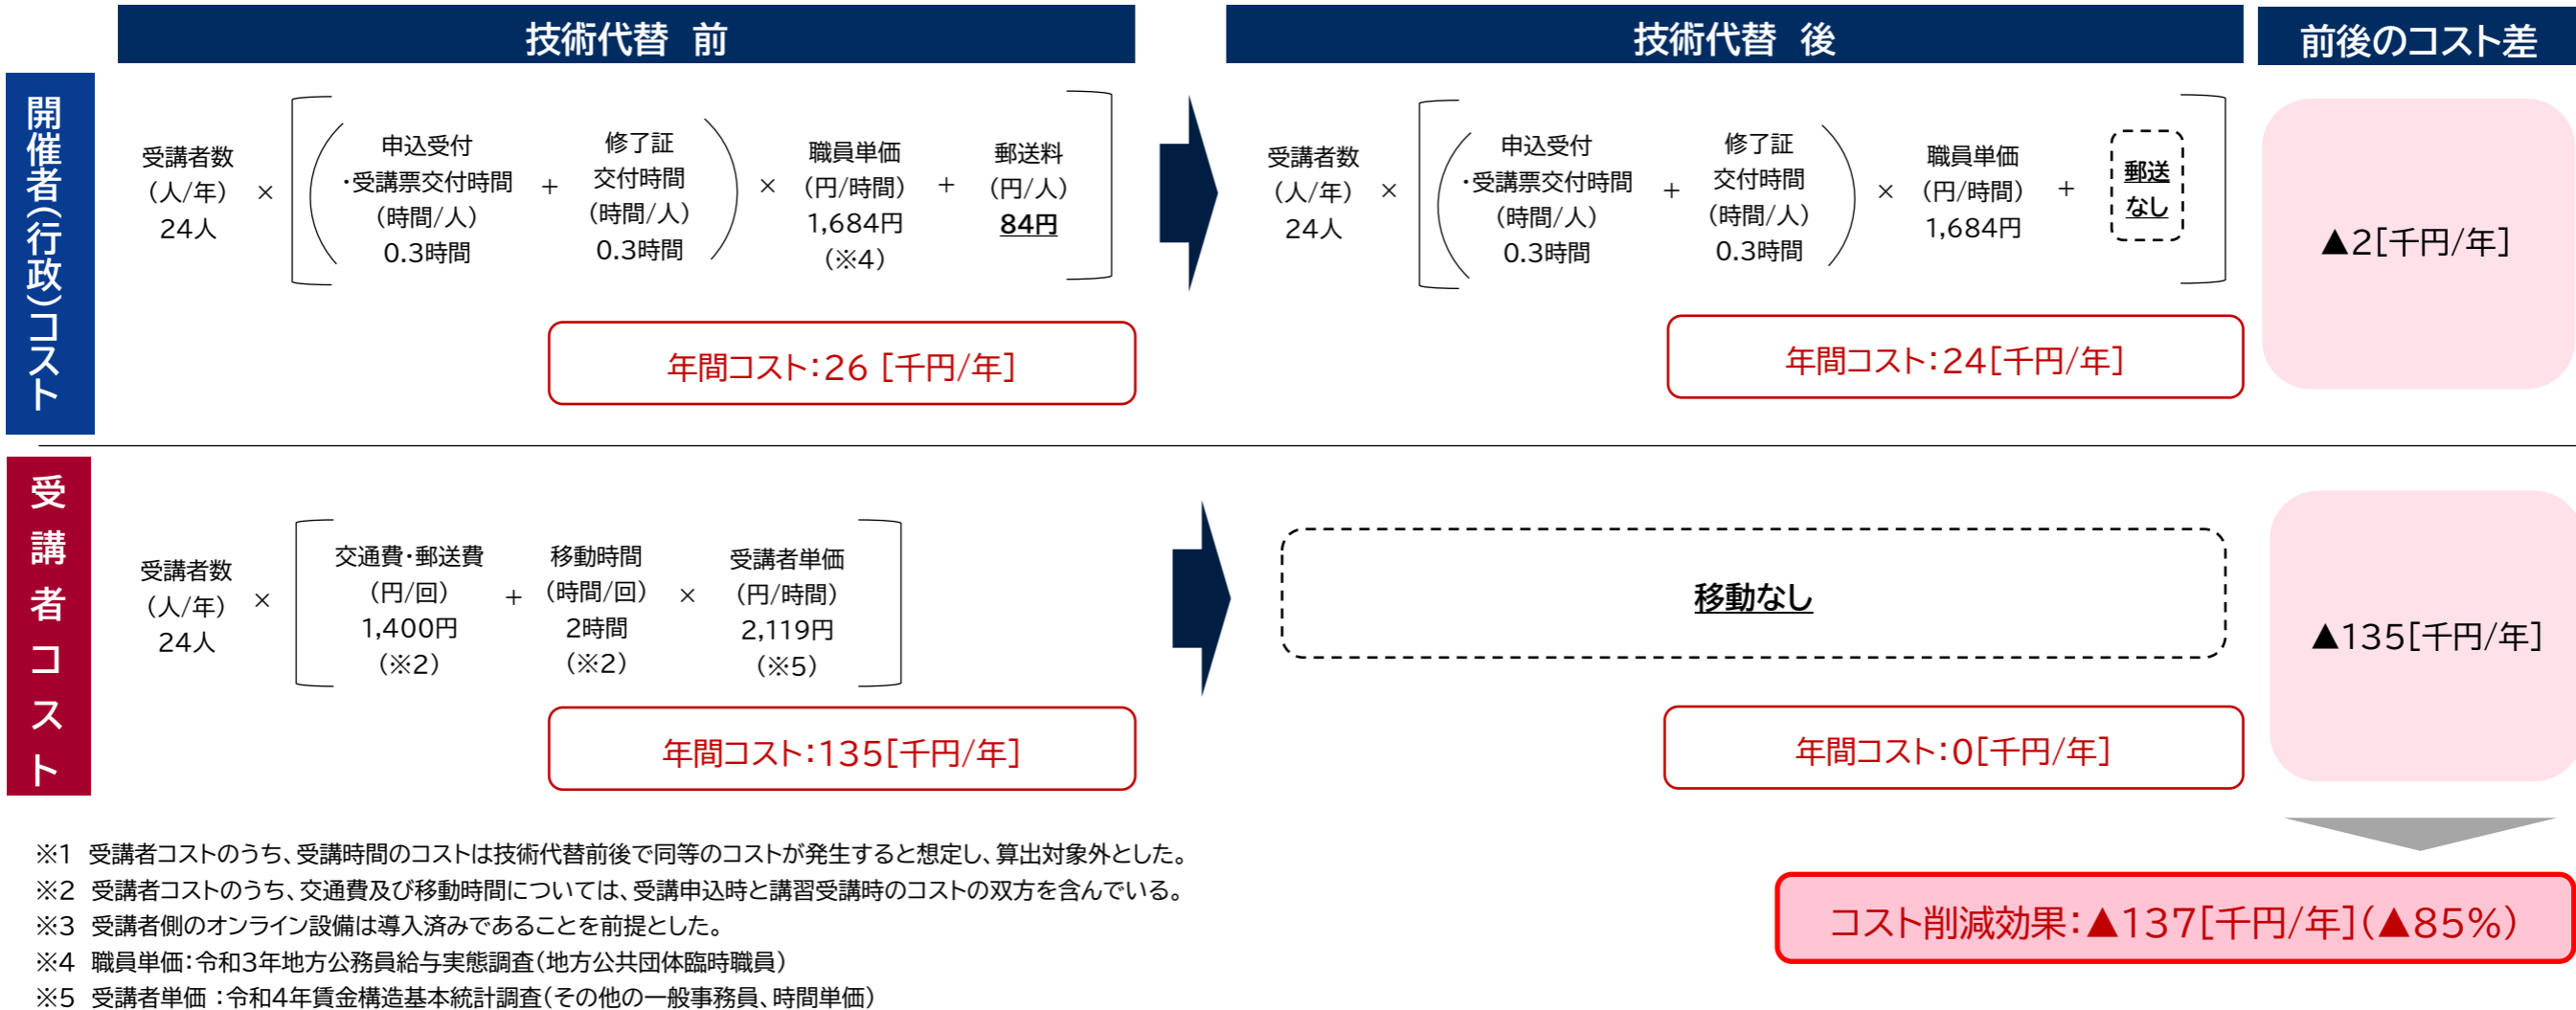 技術代替 前
技術代替 後
前後のコスト差
開催者(行政)コスト
受講者数
(人/年)
24人
×
申込受付
・受講票交付時間
(時間/人)
0.3時間
+
修了証
交付時間
(時間/人)
0.3時間
×
職員単価
(円/時間)
1,684円
(※4)
+
郵送料
(円/人)
84円
年間コスト:26 [千円/年]
受講者数
(人/年)
24人
×
申込受付
・受講票交付時間
(時間/人)
0.3時間
+
修了証
交付時間
(時間/人)
0.3時間
×
職員単価
(円/時間)
1,684円
+
郵送
なし
年間コスト:24[千円/年]
▲2[千円/年]
受講者コスト
受講者数
(人/年)
24人
×
交通費・郵送費
(円/回)
1,400円
(※2)
+
移動時間
(時間/回)
2時間
(※2)
×
受講者単価
(円/時間)
2,119円
(※5)
年間コスト:135[千円/年]
移動なし
年間コスト:0[千円/年]
▲135[千円/年]
コスト削減効果:▲137[千円/年](▲85%)
※1 受講者コストのうち、受講時間のコストは技術代替前後で同等のコストが発生すると想定し、算出対象外とした。
※2 受講者コストのうち、交通費及び移動時間については、受講申込時と講習受講時のコストの双方を含んでいる。
※3 受講者側のオンライン設備は導入済みであることを前提とした。
※4 職員単価:令和3年地方公務員給与実態調査(地方公共団体臨時職員)
※5 受講者単価 :令和4年賃金構造基本統計調査(その他の一般事務員、時間単価)